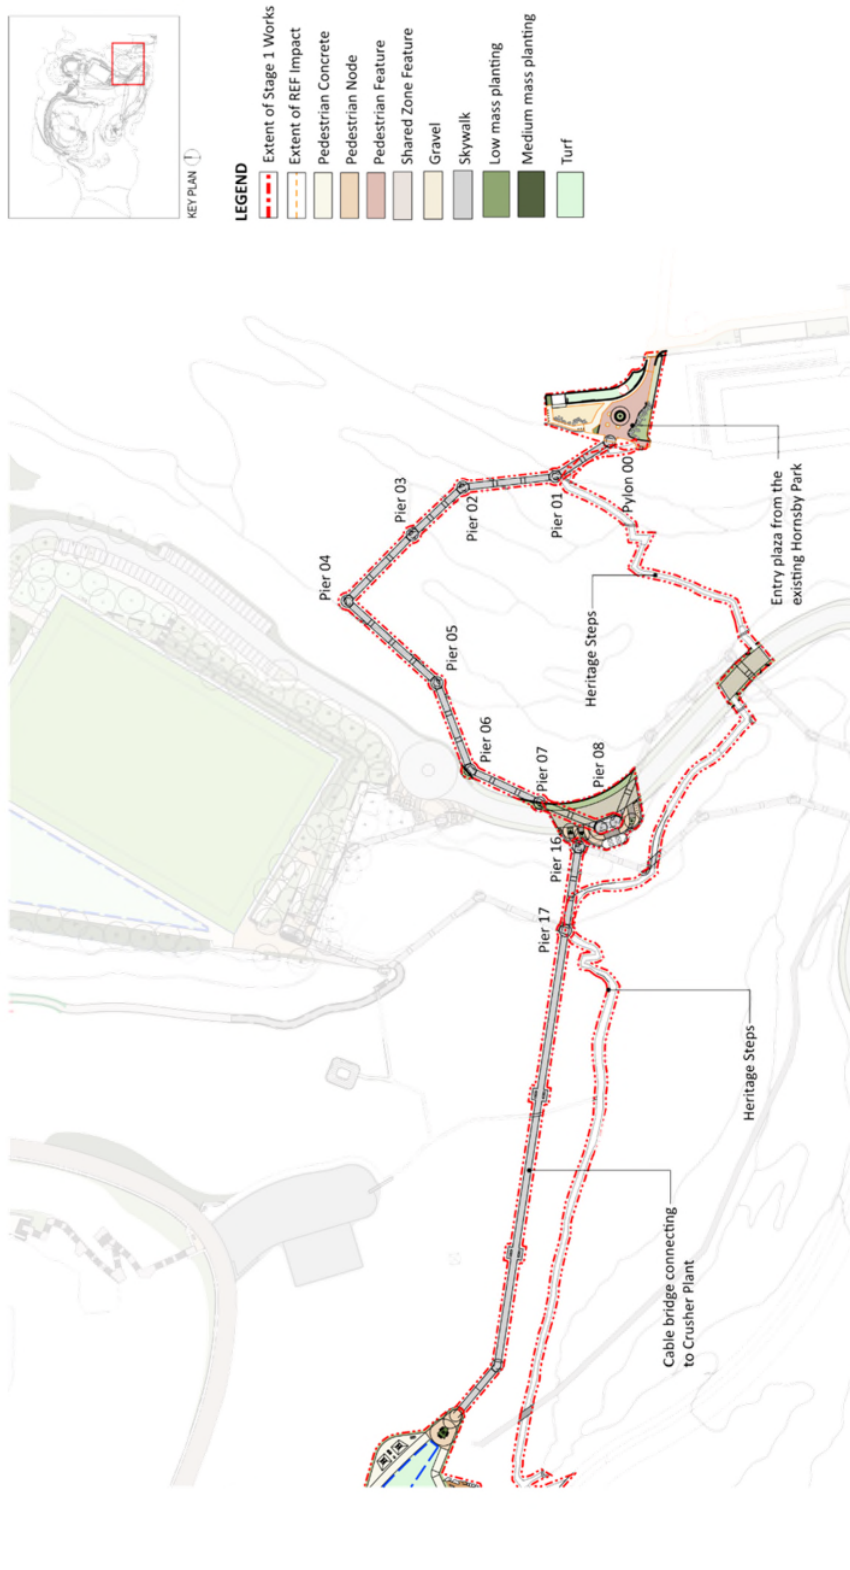 KEY PLAN
LEGEND
Extent of Stage 1 Works
Extent of REF Impact
Pedestrian Concrete
Pedestrian Node
Pedestrian Feature
Shared Zone Feature
Gravel
Skywalk
Low mass planting
Medium mass planting
Turf
Pier 04
Pier 03
Pier 02
Pier 01
Pylon 00
Pier 05
Pier 06
Pier 07
Pier 08
Pier 16
Pier 17
Heritage Steps
Entry plaza from the
existing Hornsby Park
Heritage Steps
Cable bridge connecting
to Crusher Plant